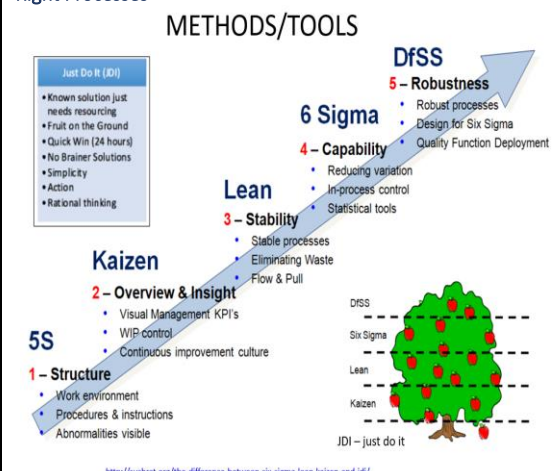 Right Processes
METHODS/TOOLS
Just Do It (JDI)
• Known solution just
needs resourcing
• Fruit on the Ground
• Quick Win (24 hours)
• No Brainer Solutions
• Simplicity
• Action
• Rational thinking
DfSS
5 – Robustness
• Robust processes
• Design for Six Sigma
• Quality Function Deployment
6 Sigma
4 – Capability
• Reducing variation
• In-process control
• Statistical tools
Lean
3 – Stability
• Stable processes
• Eliminating Waste
• Flow & Pull
Kaizen
2 – Overview & Insight
• Visual Management KPI's
• WIP control
• Continuous improvement culture
5S
1 – Structure
• Work environment
• Procedures & instructions
• Abnormalities visible
DfSS
Six Sigma
Lean
Kaizen
JDI – just do it